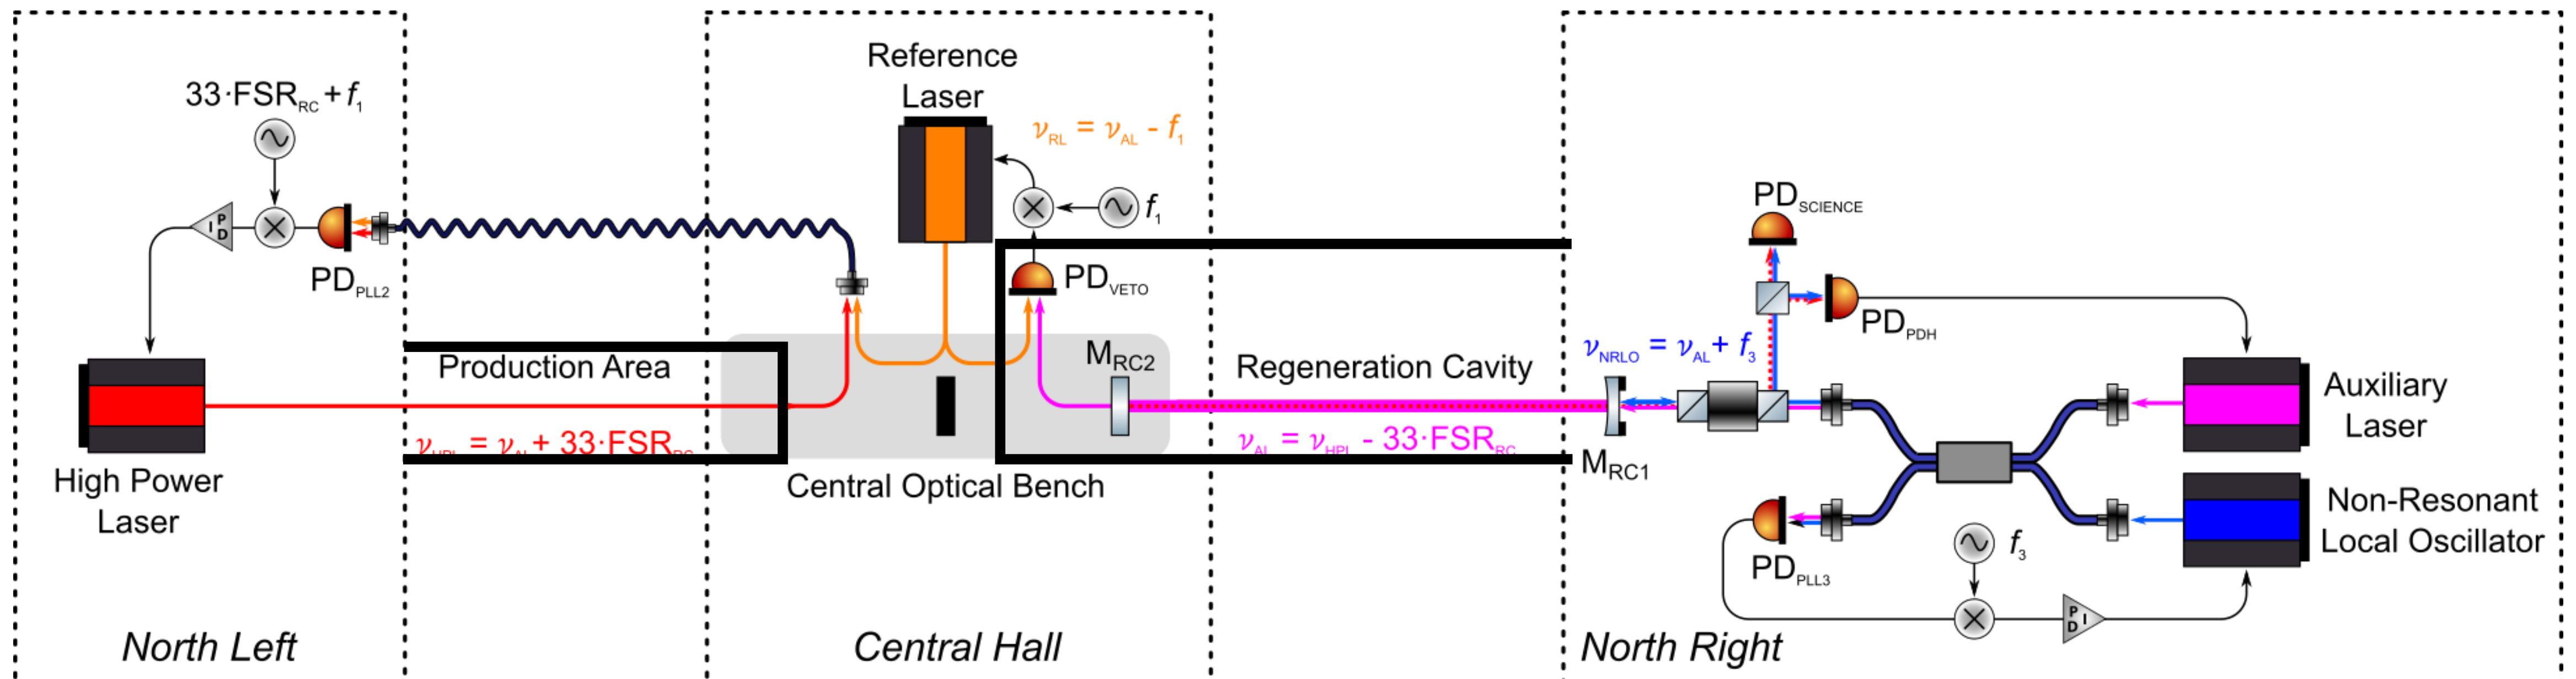 33·FSR_RC + f_1
P
I
D
PD_PLL2
High Power
Laser
North Left
Production Area
ν_HPL = ν_AL + 33·FSR_RC
Reference
Laser
ν_RL = ν_AL - f_1
f_1
PD_VETO
M_RC2
Central Optical Bench
Central Hall
Regeneration Cavity
ν_AL = ν_HPL - 33·FSR_RC
PD_SCIENCE
PD_PDH
ν_NRLO = ν_AL + f_3
M_RC1
Auxiliary
Laser
Non-Resonant
Local Oscillator
PD_PLL3
f_3
P
I
D
North Right